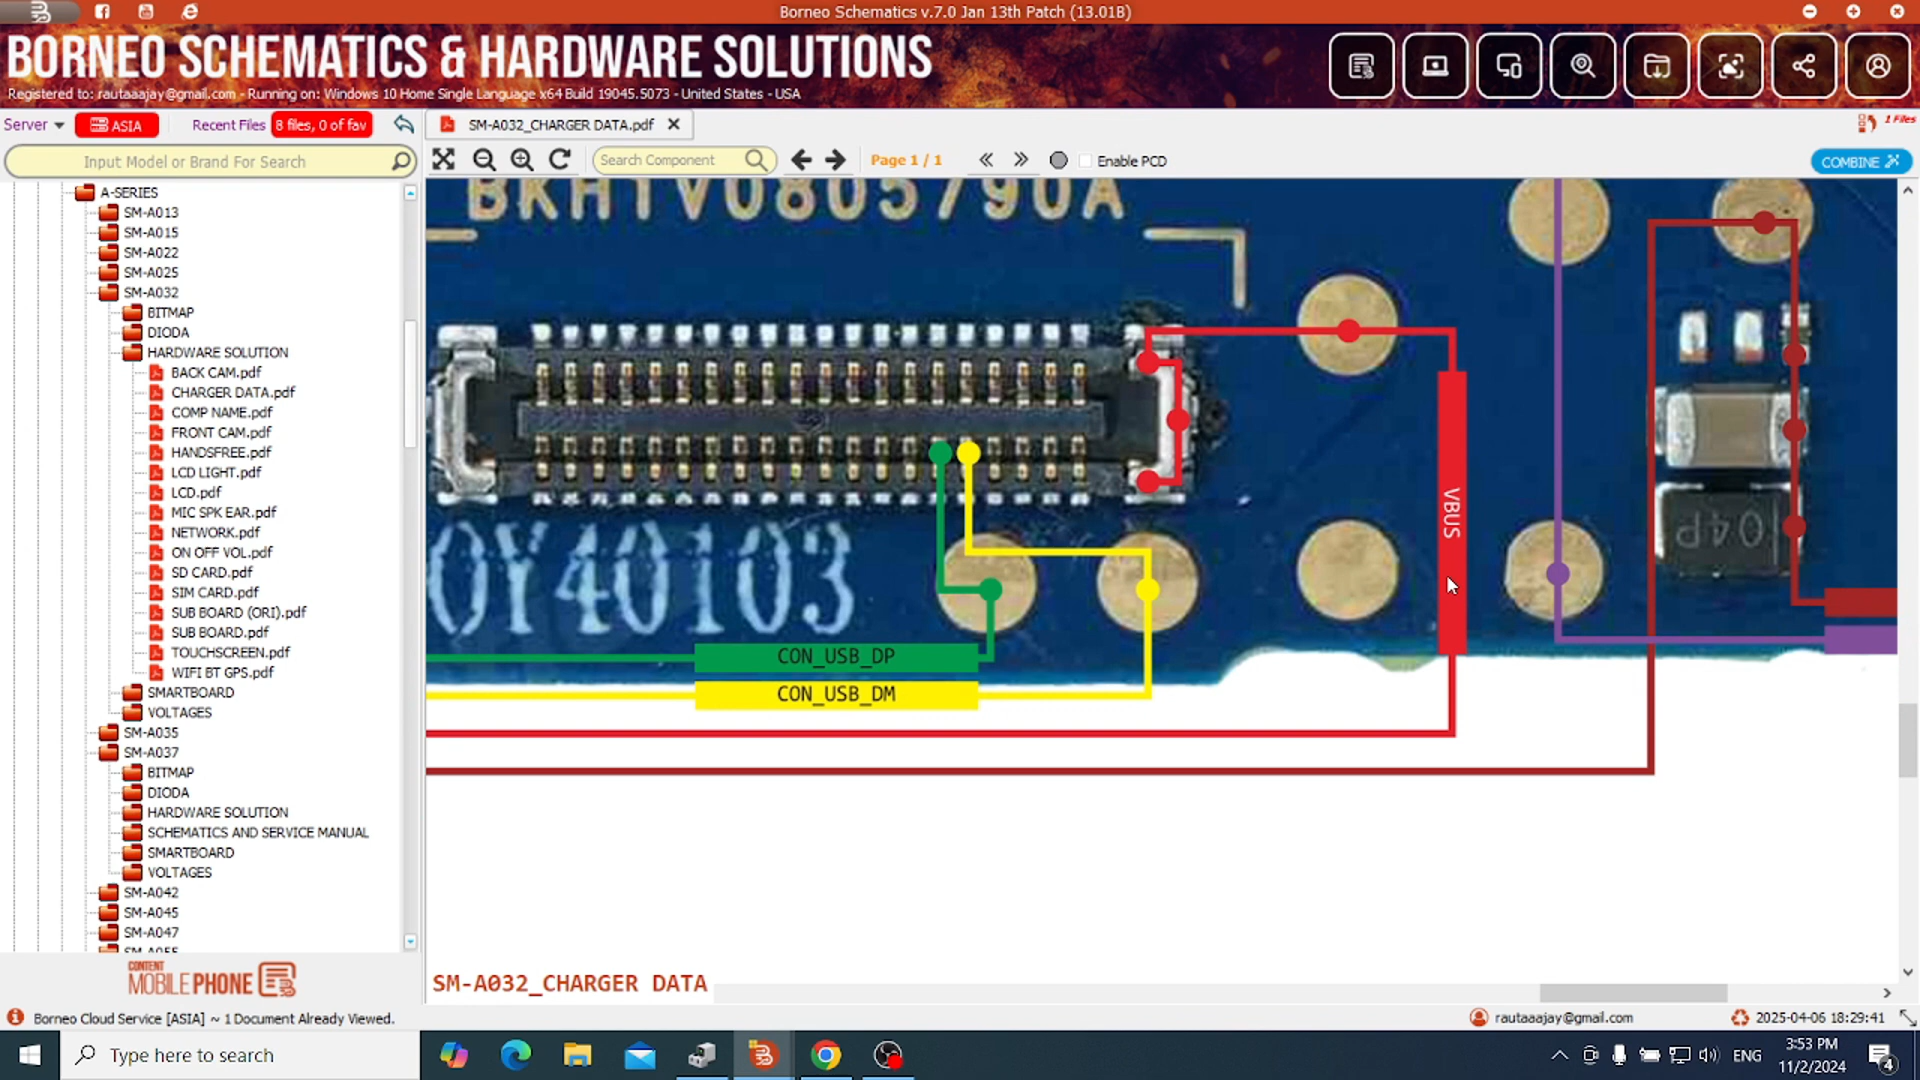 Borneo Schematics v.7.0 Jan 13th Patch (13.01B)
BORNEO SCHEMATICS & HARDWARE SOLUTIONS
Registered to: rautaaajay@gmail.com - Running on: Windows 10 Home Single Language x64 Build 19045.5073 - United States - USA
Server
ASIA
Recent Files
8 files, 0 of fav
SM-A032_CHARGER DATA.pdf
1 Files
Input Model or Brand For Search
Search Component
Page 1 / 1
Enable PCD
COMBINE
A-SERIES
SM-A013
SM-A015
SM-A022
SM-A025
SM-A032
BITMAP
DIODA
HARDWARE SOLUTION
BACK CAM.pdf
CHARGER DATA.pdf
COMP NAME.pdf
FRONT CAM.pdf
HANDSFREE.pdf
LCD LIGHT.pdf
LCD.pdf
MIC SPK EAR.pdf
NETWORK.pdf
ON OFF VOL.pdf
SD CARD.pdf
SIM CARD.pdf
SUB BOARD (ORI).pdf
SUB BOARD.pdf
TOUCHSCREEN.pdf
WIFI BT GPS.pdf
SMARTBOARD
VOLTAGES
SM-A035
SM-A037
BITMAP
DIODA
HARDWARE SOLUTION
SCHEMATICS AND SERVICE MANUAL
SMARTBOARD
VOLTAGES
SM-A042
SM-A045
SM-A047
SM-A055
BKH1V0805790A
VBUS
04P
0Y40103
CON_USB_DP
CON_USB_DM
SM-A032_CHARGER DATA
CONTENT
MOBILE PHONE
Borneo Cloud Service [ASIA] ~ 1 Document Already Viewed.
rautaaajay@gmail.com
2025-04-06 18:29:41
Type here to search
ENG
3:53 PM
11/2/2024
4